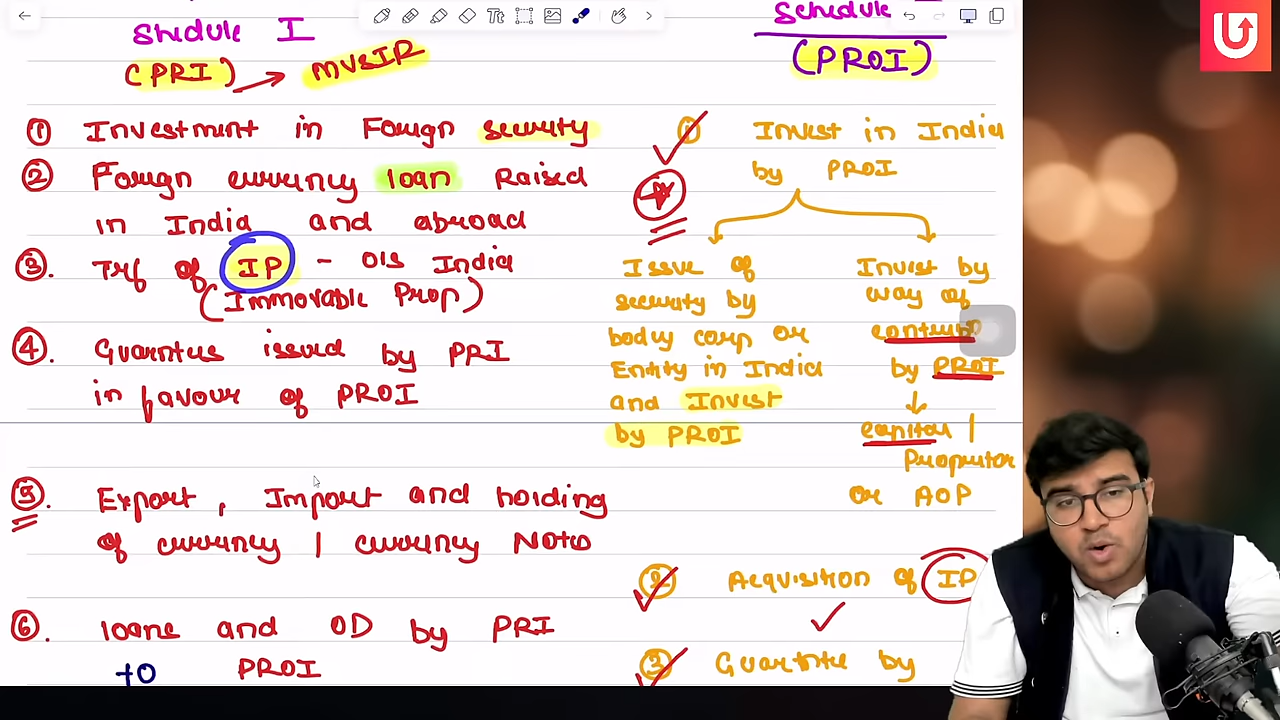 Shedule I
(PRI) → MVSIR
① Investment in Foreign security
② Foreign currency loan Raised
in India and abroad
③. Trf of IP - O/s India
(Immovable Prop)
④. Guarntees issued by PRI
in favour of PROI
⑤. Export, Import and holding
of currency / currency Notes
⑥. loans and OD by PRI
to PROI
Tt
Schedule
(PROI)
① Invest in India
by PROI
Issue of
security by
body corp or
Entity in India
and Invest
by PROI
Invest by
way of
by PROI
capital /
Proprietor
or AOP
② Acquisition of IP
③ Guarantee by